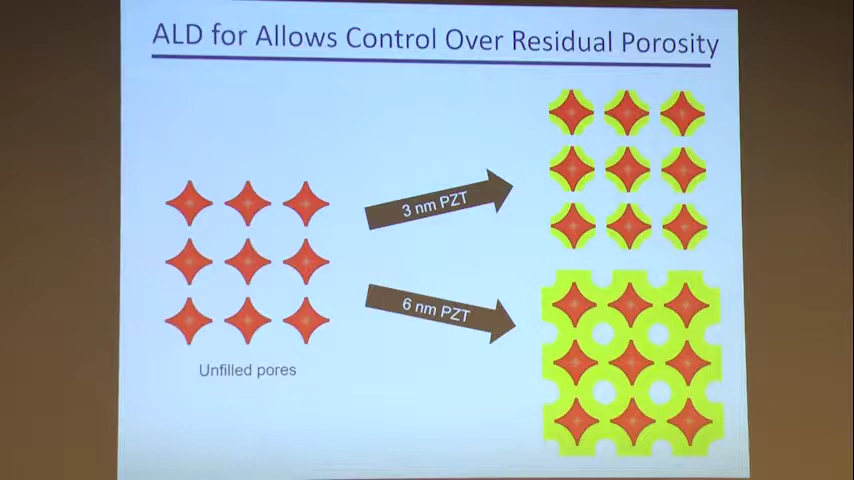 ALD for Allows Control Over Residual Porosity
3 nm PZT
6 nm PZT
Unfilled pores